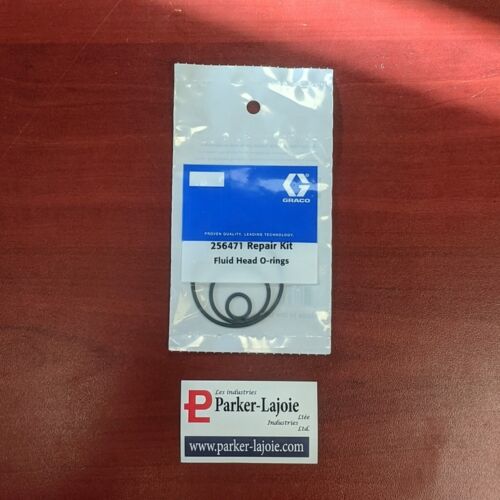 GRACO
PROVEN QUALITY. LEADING TECHNOLOGY.
256471 Repair Kit
Fluid Head O-rings
Les industries
Parker-Lajoie
Ltée
Industries
Ltd.
www.parker-lajoie.com